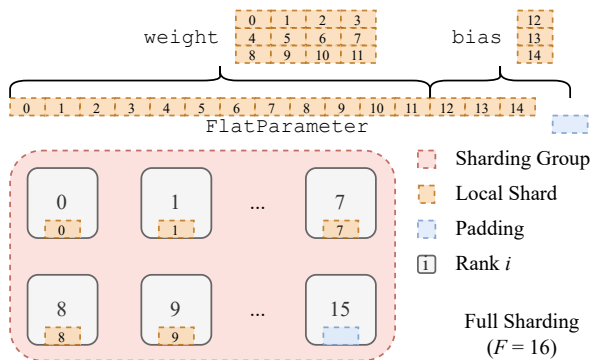 weight
0 1 2 3
4 5 6 7
8 9 10 11
bias
12
13
14
0 1 2 3 4 5 6 7 8 9 10 11 12 13 14
FlatParameter
0 1 ... 7
0 1 7
8 9 ... 15
8 9
Sharding Group
Local Shard
Padding
i Rank i
Full Sharding
(F = 16)